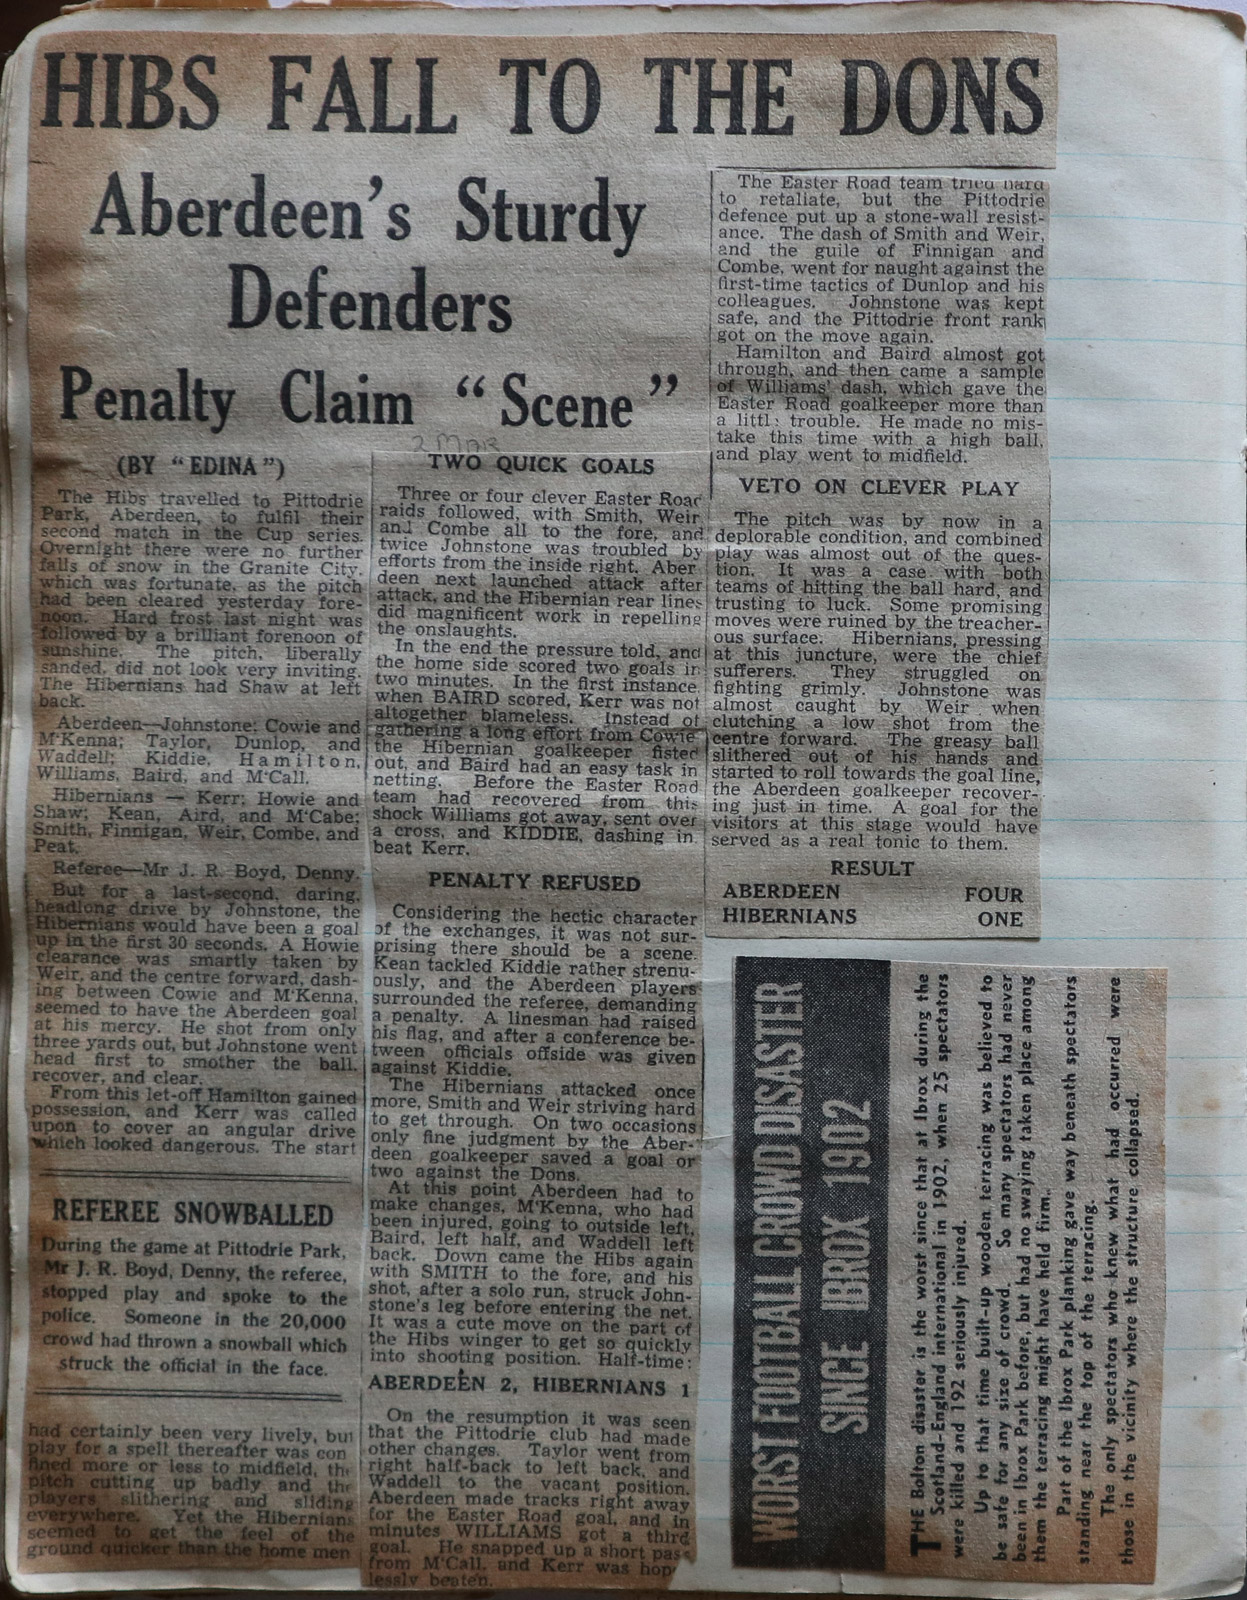 HIBS FALL TO THE DONS
Aberdeen's Sturdy
Defenders
Penalty Claim "Scene"
(BY "EDINA")
The Hibs travelled to Pittodrie
Park, Aberdeen, to fulfil their
second match in the Cup series.
Overnight there were no further
falls of snow in the Granite City,
which was fortunate, as the pitch
had been cleared yesterday fore-
noon. Hard frost last night was
followed by a brilliant forenoon of
sunshine. The pitch, liberally
sanded, did not look very inviting.
The Hibernians had Shaw at left
back.
Aberdeen—Johnstone; Cowie and
M'Kenna; Taylor, Dunlop, and
Waddell; Kiddie, Hamilton,
Williams, Baird, and M'Call.
Hibernians — Kerr; Howie and
Shaw; Kean, Aird, and M'Cabe;
Smith, Finnigan, Weir, Combe, and
Peat.
Referee—Mr J. R. Boyd, Denny.
But for a last-second, daring,
headlong drive by Johnstone, the
Hibernians would have been a goal
up in the first 30 seconds. A Howie
clearance was smartly taken by
Weir, and the centre forward, dash-
ing between Cowie and M'Kenna,
seemed to have the Aberdeen goal
at his mercy. He shot from only
three yards out, but Johnstone went
head first to smother the ball,
recover, and clear.
From this let-off Hamilton gained
possession, and Kerr was called
upon to cover an angular drive
which looked dangerous. The start
REFEREE SNOWBALLED
During the game at Pittodrie Park,
Mr J. R. Boyd, Denny, the referee,
stopped play and spoke to the
police. Someone in the 20,000
crowd had thrown a snowball which
struck the official in the face.
had certainly been very lively, but
play for a spell thereafter was con
fined more or less to midfield, the
pitch cutting up badly and the
players slithering and sliding
everywhere. Yet the Hibernians
seemed to get the feel of the
ground quicker than the home men
2 MAR
TWO QUICK GOALS
Three or four clever Easter Road
raids followed, with Smith, Weir
and Combe all to the fore, and
twice Johnstone was troubled by
efforts from the inside right. Aber
deen next launched attack after
attack, and the Hibernian rear lines
did magnificent work in repelling
the onslaughts.
In the end the pressure told, and
the home side scored two goals in
two minutes. In the first instance,
when BAIRD scored, Kerr was not
altogether blameless. Instead of
gathering a long effort from Cowie
the Hibernian goalkeeper fisted
out, and Baird had an easy task in
netting. Before the Easter Road
team had recovered from this
shock Williams got away, sent over
a cross, and KIDDIE, dashing in,
beat Kerr.
PENALTY REFUSED
Considering the hectic character
of the exchanges, it was not sur-
prising there should be a scene.
Kean tackled Kiddie rather strenu-
ously, and the Aberdeen players
surrounded the referee, demanding
a penalty. A linesman had raised
his flag, and after a conference be-
tween officials offside was given
against Kiddie.
The Hibernians attacked once
more, Smith and Weir striving hard
to get through. On two occasions
only fine judgment by the Aber-
deen goalkeeper saved a goal or
two against the Dons.
At this point Aberdeen had to
make changes, M'Kenna, who had
been injured, going to outside left,
Baird, left half, and Waddell left
back. Down came the Hibs again
with SMITH to the fore, and his
shot, after a solo run, struck John-
stone's leg before entering the net.
It was a cute move on the part of
the Hibs winger to get so quickly
into shooting position. Half-time:
ABERDEEN 2, HIBERNIANS 1
On the resumption it was seen
that the Pittodrie club had made
other changes. Taylor went from
right half-back to left back, and
Waddell to the vacant position.
Aberdeen made tracks right away
for the Easter Road goal, and in
minutes WILLIAMS got a third
goal. He snapped up a short pass
from M'Call, and Kerr was hop
lessly beaten.
The Easter Road team tried hard
to retaliate, but the Pittodrie
defence put up a stone-wall resist-
ance. The dash of Smith and Weir,
and the guile of Finnigan and
Combe, went for naught against the
first-time tactics of Dunlop and his
colleagues. Johnstone was kept
safe, and the Pittodrie front rank
got on the move again.
Hamilton and Baird almost got
through, and then came a sample
of Williams' dash, which gave the
Easter Road goalkeeper more than
a little trouble. He made no mis-
take this time with a high ball,
and play went to midfield.
VETO ON CLEVER PLAY
The pitch was by now in a
deplorable condition, and combined
play was almost out of the ques-
tion. It was a case with both
teams of hitting the ball hard, and
trusting to luck. Some promising
moves were ruined by the treacher-
ous surface. Hibernians, pressing
at this juncture, were the chief
sufferers. They struggled on
fighting grimly. Johnstone was
almost caught by Weir when
clutching a low shot from the
centre forward. The greasy ball
slithered out of his hands and
started to roll towards the goal line,
the Aberdeen goalkeeper recover-
ing just in time. A goal for the
visitors at this stage would have
served as a real tonic to them.
RESULT
ABERDEEN FOUR
HIBERNIANS ONE
WORST FOOTBALL CROWD DISASTER
SINCE IBROX 1902
THE Bolton disaster is the worst since that at Ibrox during the
Scotland-England international in 1902, when 25 spectators
were killed and 192 seriously injured.
Up to that time built-up wooden terracing was believed to
be safe for any size of crowd. So many spectators had never
been in Ibrox Park before, but had no swaying taken place among
them the terracing might have held firm.
Part of the Ibrox Park planking gave way beneath spectators
standing near the top of the terracing.
The only spectators who knew what had occurred were
those in the vicinity where the structure collapsed.